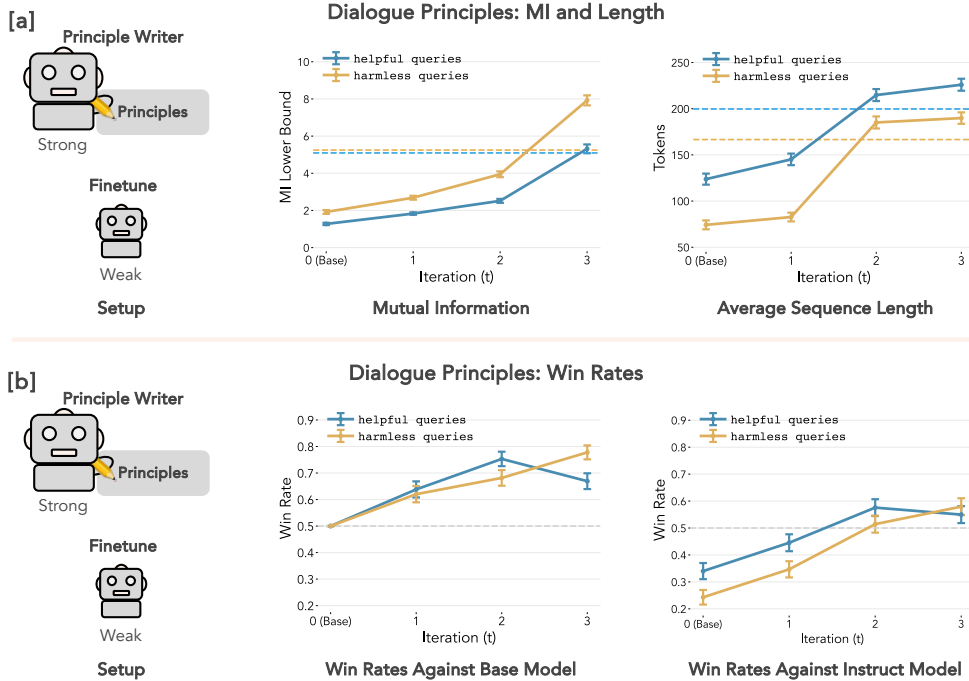 [a]
Dialogue Principles: MI and Length
Principle Writer
Principles
Strong
Finetune
Weak
Setup
helpful queries
harmless queries
MI Lower Bound
10
8
6
4
2
0
0 (Base)
1
2
3
Iteration (t)
Mutual Information
helpful queries
harmless queries
Tokens
250
200
150
100
50
0 (Base)
1
2
3
Iteration (t)
Average Sequence Length
[b]
Dialogue Principles: Win Rates
Principle Writer
Principles
Strong
Finetune
Weak
Setup
helpful queries
harmless queries
Win Rate
0.9
0.8
0.7
0.6
0.5
0.4
0.3
0.2
0 (Base)
1
2
3
Iteration (t)
Win Rates Against Base Model
helpful queries
harmless queries
Win Rate
0.9
0.8
0.7
0.6
0.5
0.4
0.3
0.2
0 (Base)
1
2
3
Iteration (t)
Win Rates Against Instruct Model